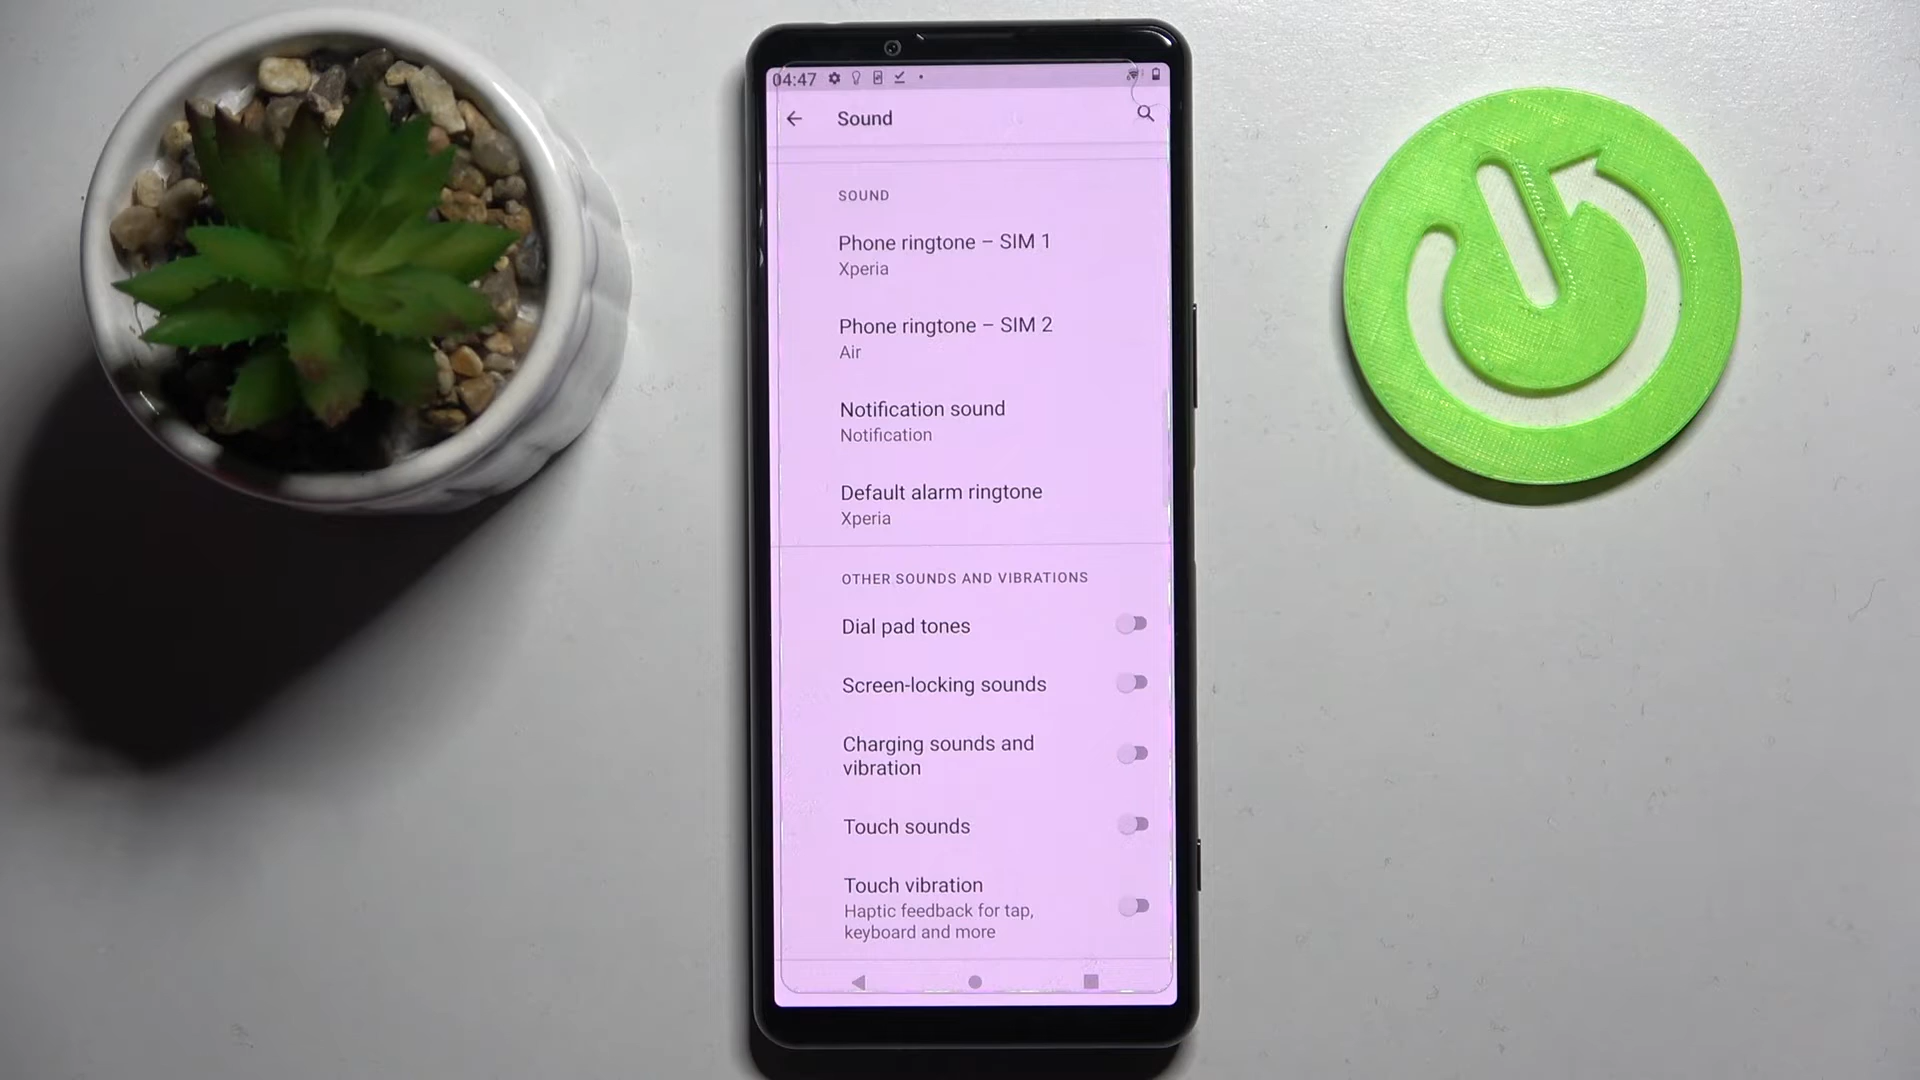 04:47
Sound
SOUND
Phone ringtone – SIM 1
Xperia
Phone ringtone – SIM 2
Air
Notification sound
Notification
Default alarm ringtone
Xperia
OTHER SOUNDS AND VIBRATIONS
Dial pad tones
Screen-locking sounds
Charging sounds and
vibration
Touch sounds
Touch vibration
Haptic feedback for tap,
keyboard and more